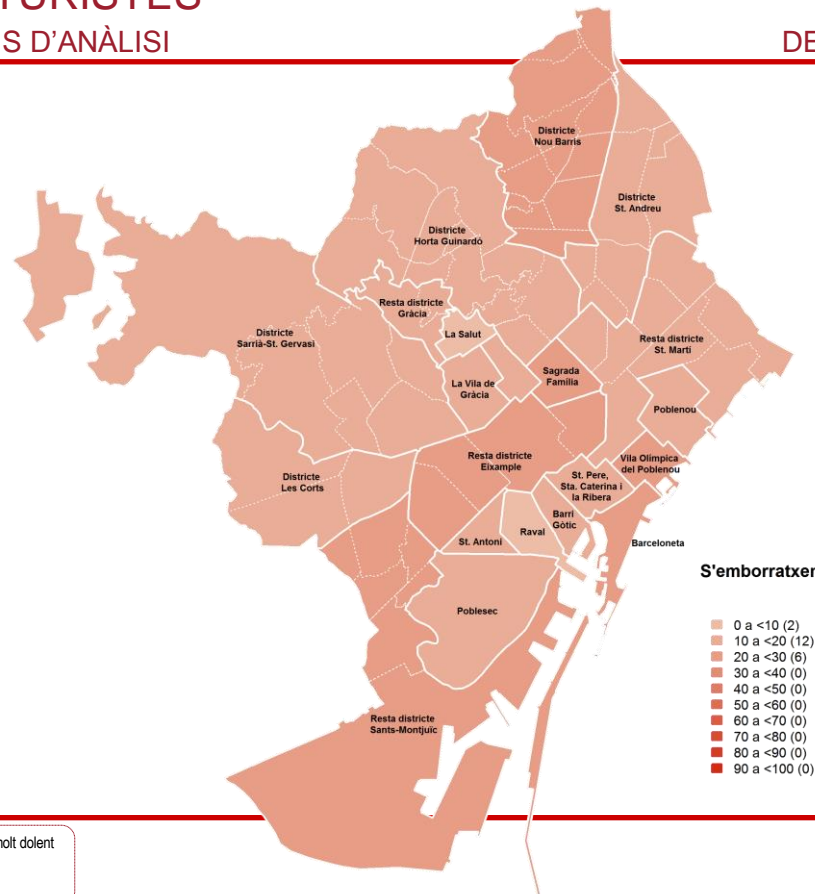 TURISTES
S D'ANÀLISI
DE
Districte
Nou Barris
Districte
St. Andreu
Districte
Horta Guinardó
Resta districte
Gràcia
La Salut
Districte
Sarrià-St. Gervasi
Resta districte
St. Martí
Sagrada
Família
La Vila de
Gràcia
Poblenou
Resta districte
Eixample
Vila Olímpica
del Poblenou
Districte
Les Corts
St. Pere,
Sta. Caterina i
la Ribera
Barri
Gòtic
Raval
St. Antoni
Barceloneta
Poblesec
Resta districte
Sants-Montjuïc
S'emborratxen
0 a <10 (2)
10 a <20 (12)
20 a <30 (6)
30 a <40 (0)
40 a <50 (0)
50 a <60 (0)
60 a <70 (0)
70 a <80 (0)
80 a <90 (0)
90 a <100 (0)
molt dolent